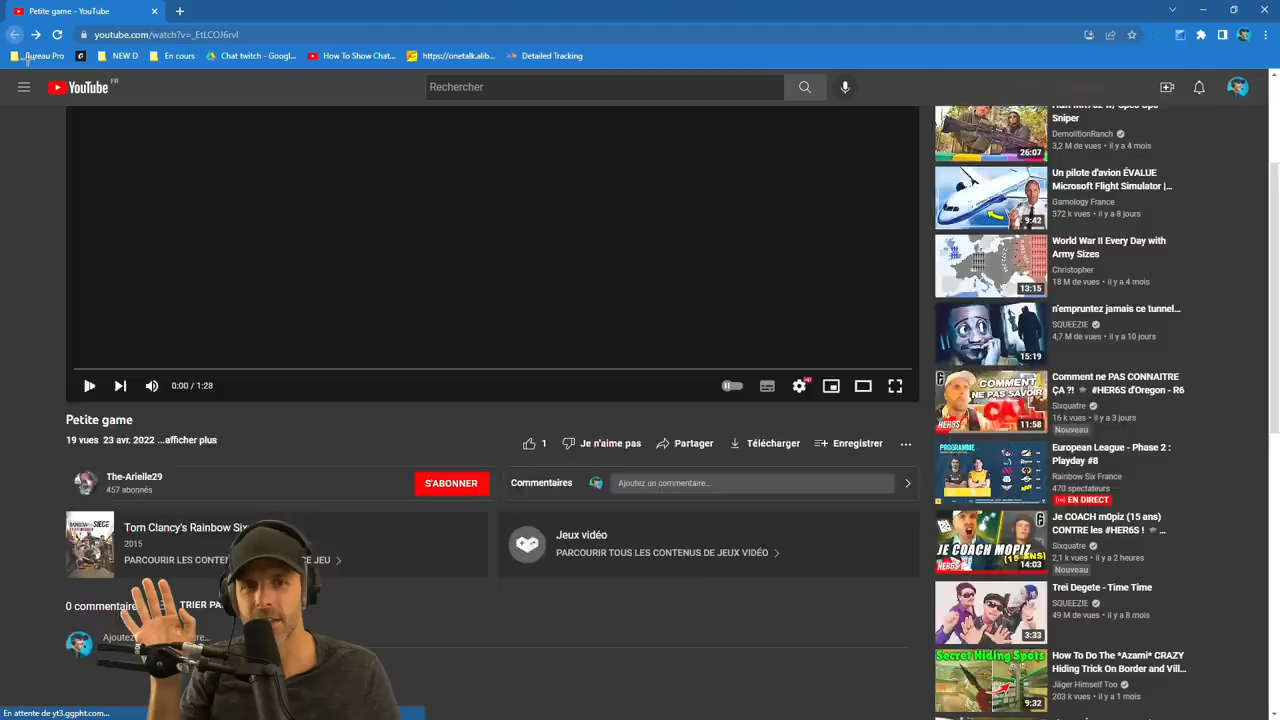 Petite game - YouTube
youtube.com/watch?v=_EtLCOJ6rvI
NEW D
En cours
Chat twitch - Googl...
How To Show Chat...
https://onetalk.alib...
Detailed Tracking
YouTube FR
Rechercher
Sniper
DemolitionRanch
3,2 M de vues • il y a 4 mois
26:07
Un pilote d'avion ÉVALUE
Microsoft Flight Simulator |...
Gamology France
372 k vues • il y a 8 jours
9:42
World War II Every Day with
Army Sizes
Christopher
18 M de vues • il y a 4 mois
13:15
n'empruntez jamais ce tunnel...
SQUEEZIE
4,7 M de vues • il y a 10 jours
15:19
0:00 / 1:28
Comment ne PAS CONNAITRE
ÇA ?! #HER6S d'Oregon - R6
Sixquatre
16 k vues • il y a 3 jours
Nouveau
COMMENT
NE PAS SAVOIR
11:58
Petite game
19 vues 23 avr. 2022 ...afficher plus
1
Je n'aime pas
Partager
Télécharger
Enregistrer
PROGRAMME
European League - Phase 2 :
Playday #8
Rainbow Six France
470 spectateurs
EN DIRECT
The-Arielle29
457 abonnés
S'ABONNER
Commentaires
Ajoutez un commentaire...
Tom Clancy's Rainbow Six
2015
PARCOURIR LES CONTENUS DE JEU
Jeux vidéo
PARCOURIR TOUS LES CONTENUS DE JEUX VIDÉO
Je COACH m0piz (15 ans)
CONTRE les #HER6S ! ...
Sixquatre
2,1 k vues • il y a 2 heures
Nouveau
JE COACH MOPIZ
(15 ANS)
14:03
Trei Degete - Time Time
SQUEEZIE
49 M de vues • il y a 8 mois
3:33
0 commentaire
TRIER PA
Ajoutez
Secret Hiding Spots
How To Do The *Azami* CRAZY
Hiding Trick On Border and Vill...
Jäger Himself Too
203 k vues • il y a 1 mois
9:32
En attente de yt3.ggpht.com...